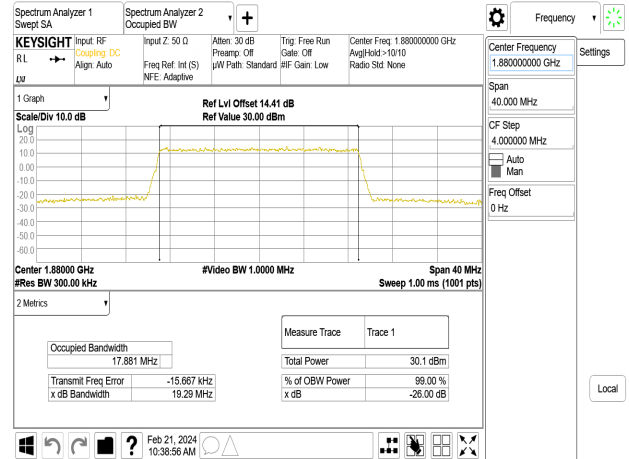 Spectrum Analyzer 1
Swept SA
Spectrum Analyzer 2
Occupied BW
Frequency
KEYSIGHT
Input: RF
Coupling: DC
Align: Auto
R L
Input Z: 50 Ω
Freq Ref: Int (S)
NFE: Adaptive
Atten: 30 dB
Preamp: Off
µW Path: Standard
Trig: Free Run
Gate: Off
#IF Gain: Low
Center Freq: 1.880000000 GHz
Avg|Hold:>10/10
Radio Std: None
Center Frequency
1.880000000 GHz
Settings
Span
40.000 MHz
CF Step
4.000000 MHz
Auto
Man
Freq Offset
0 Hz
Local
1 Graph
Scale/Div 10.0 dB
Ref Lvl Offset 14.41 dB
Ref Value 30.00 dBm
Log
20.0
10.0
0.00
-10.0
-20.0
-30.0
-40.0
-50.0
-60.0
Center 1.88000 GHz
#Res BW 300.00 kHz
#Video BW 1.0000 MHz
Span 40 MHz
Sweep 1.00 ms (1001 pts)
2 Metrics
Measure Trace
Trace 1
Occupied Bandwidth
17.881 MHz
Total Power
30.1 dBm
Transmit Freq Error
-15.667 kHz
% of OBW Power
99.00 %
x dB Bandwidth
19.29 MHz
x dB
-26.00 dB
?
Feb 21, 2024
10:38:56 AM